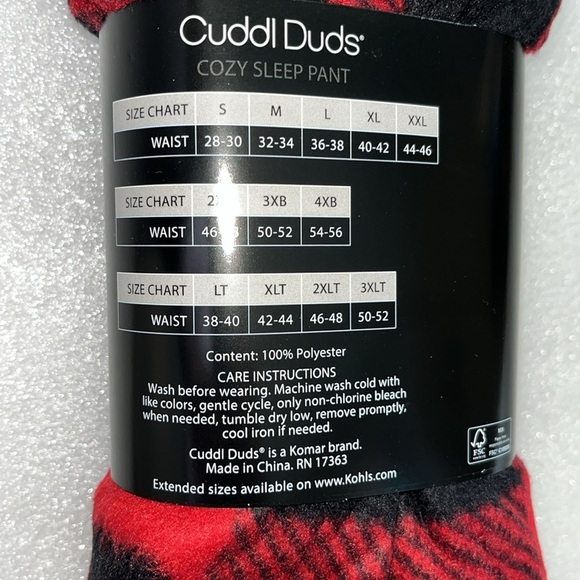 Cuddl Duds®
COZY SLEEP PANT
SIZE CHART S M L XL XXL
WAIST 28-30 32-34 36-38 40-42 44-46
SIZE CHART 3XB 4XB
WAIST 50-52 54-56
SIZE CHART LT XLT 2XLT 3XLT
WAIST 38-40 42-44 46-48 50-52
Content: 100% Polyester
CARE INSTRUCTIONS
Wash before wearing. Machine wash cold with
like colors, gentle cycle, only non-chlorine bleach
when needed, tumble dry low, remove promptly,
cool iron if needed.
Cuddl Duds® is a Komar brand.
Made in China. RN 17363
Extended sizes available on www.Kohls.com
FSC
MIX